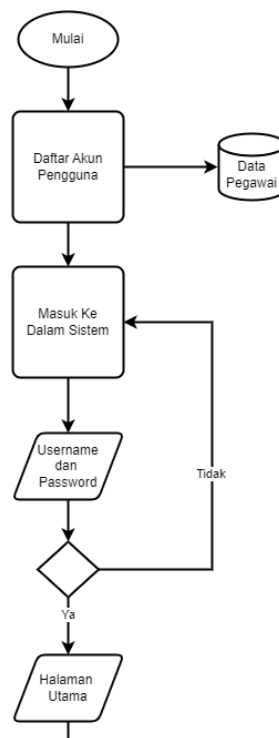 Mulai
Daftar Akun
Pengguna
Data
Pegawai
Masuk Ke
Dalam Sistem
Username
dan
Password
Tidak
Ya
Halaman
Utama